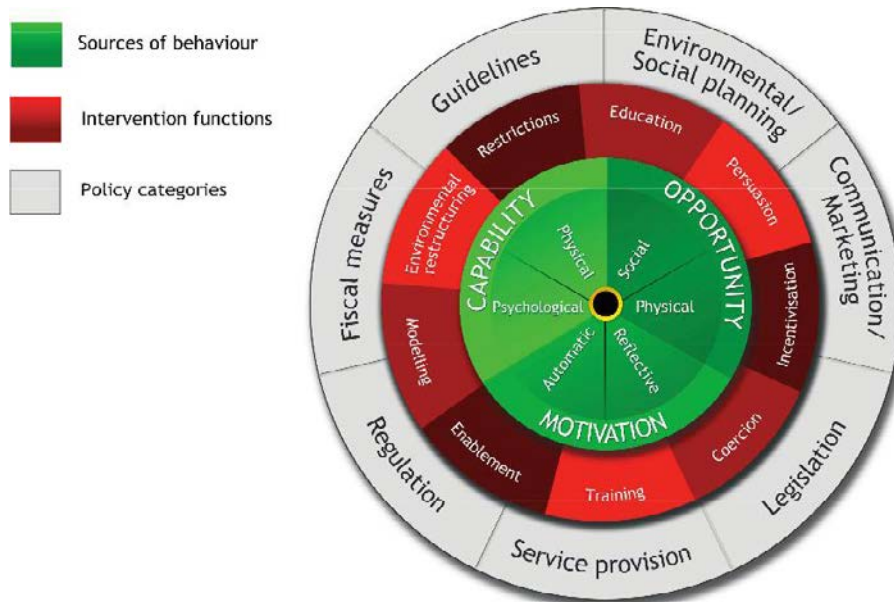 Sources of behaviour
Intervention functions
Policy categories
Guidelines
Environmental/
Social planning
Communication/
Marketing
Legislation
Service provision
Regulation
Fiscal measures
Restrictions
Education
Persuasion
Incentivisation
Coercion
Training
Enablement
Modelling
Environmental
restructuring
CAPABILITY
OPPORTUNITY
MOTIVATION
Physical
Social
Psychological
Physical
Automatic
Reflective